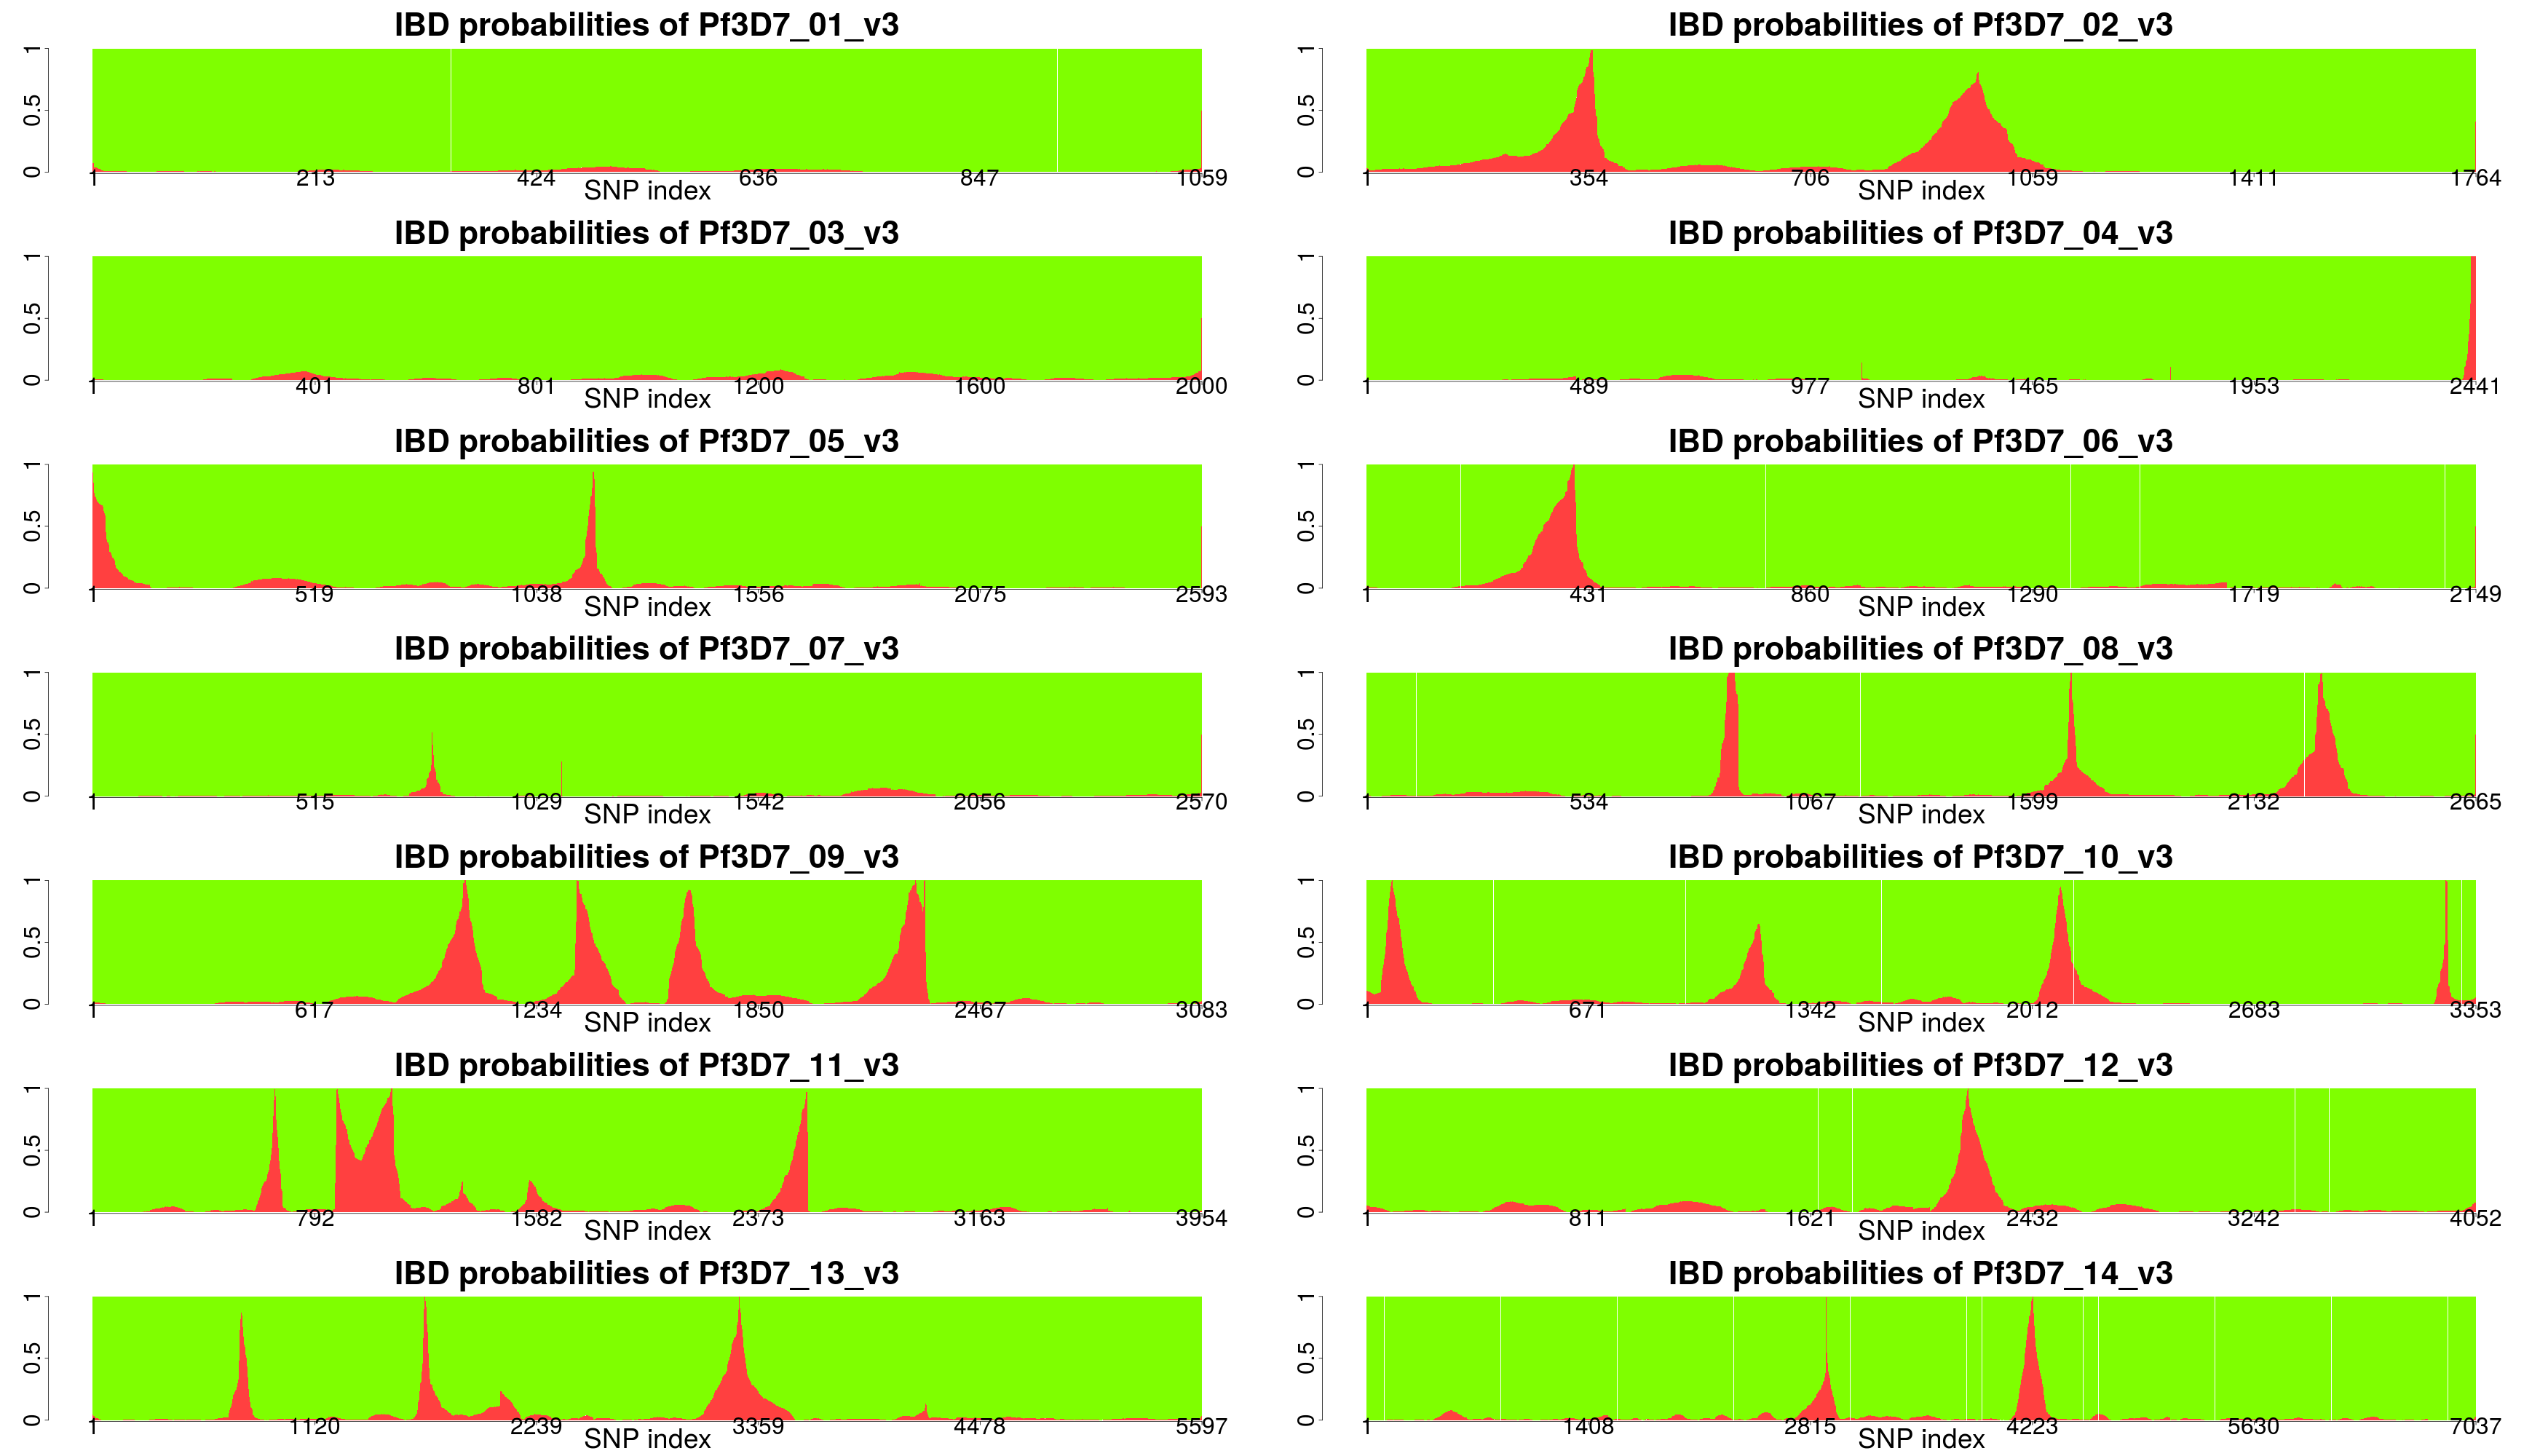 IBD probabilities of Pf3D7_01_v3
0 0.5 1
1 213 424 636 847 1059
SNP index
IBD probabilities of Pf3D7_02_v3
0 0.5 1
1 354 706 1059 1411 1764
SNP index
IBD probabilities of Pf3D7_03_v3
0 0.5 1
1 401 801 1200 1600 2000
SNP index
IBD probabilities of Pf3D7_04_v3
0 0.5 1
1 489 977 1465 1953 2441
SNP index
IBD probabilities of Pf3D7_05_v3
0 0.5 1
1 519 1038 1556 2075 2593
SNP index
IBD probabilities of Pf3D7_06_v3
0 0.5 1
1 431 860 1290 1719 2149
SNP index
IBD probabilities of Pf3D7_07_v3
0 0.5 1
1 515 1029 1542 2056 2570
SNP index
IBD probabilities of Pf3D7_08_v3
0 0.5 1
1 534 1067 1599 2132 2665
SNP index
IBD probabilities of Pf3D7_09_v3
0 0.5 1
1 617 1234 1850 2467 3083
SNP index
IBD probabilities of Pf3D7_10_v3
0 0.5 1
1 671 1342 2012 2683 3353
SNP index
IBD probabilities of Pf3D7_11_v3
0 0.5 1
1 792 1582 2373 3163 3954
SNP index
IBD probabilities of Pf3D7_12_v3
0 0.5 1
1 811 1621 2432 3242 4052
SNP index
IBD probabilities of Pf3D7_13_v3
0 0.5 1
1 1120 2239 3359 4478 5597
SNP index
IBD probabilities of Pf3D7_14_v3
0 0.5 1
1 1408 2815 4223 5630 7037
SNP index